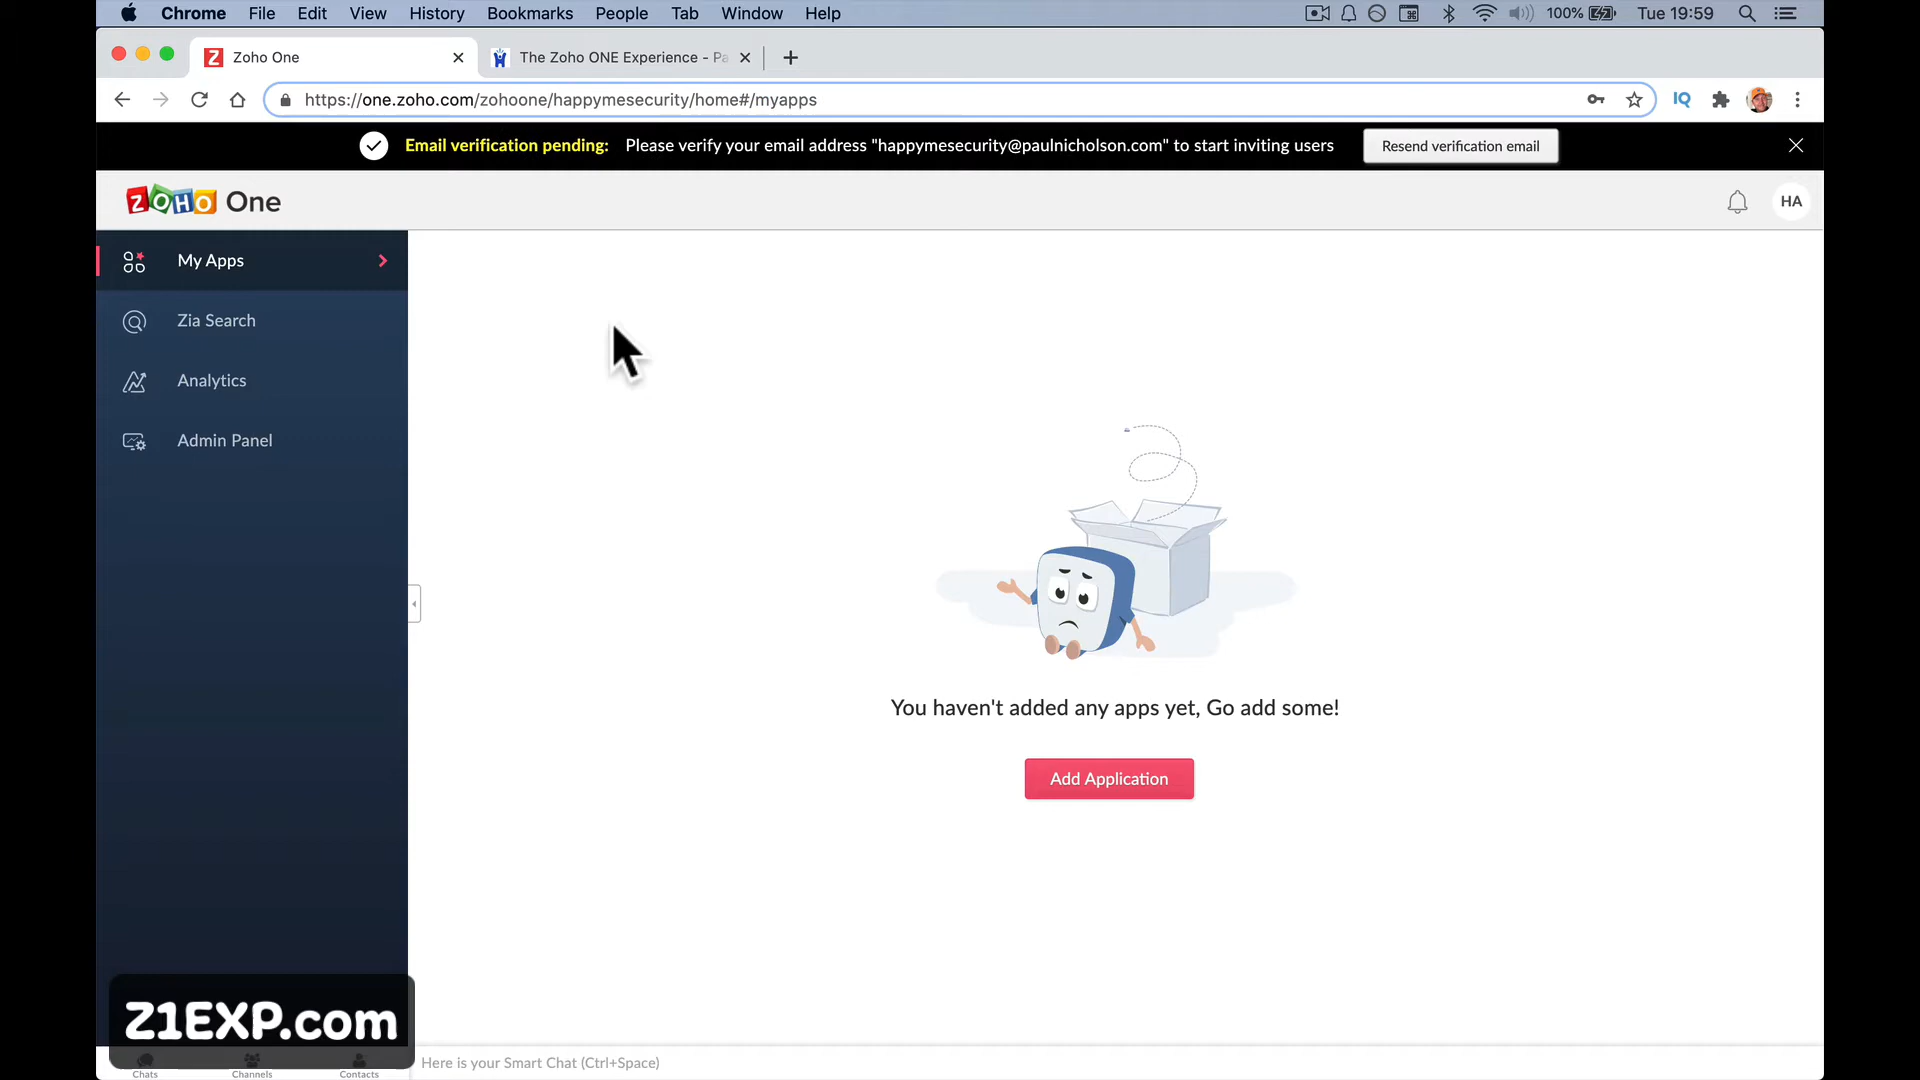 Chrome File Edit View History Bookmarks People Tab Window Help 100% Tue 19:59
Zoho One
The Zoho ONE Experience - Pa
https://one.zoho.com/zohoone/happymesecurity/home#/myapps
IQ
Email verification pending: Please verify your email address "happymesecurity@paulnicholson.com" to start inviting users
Resend verification email
ZOHO One
HA
My Apps
Zia Search
Analytics
Admin Panel
You haven't added any apps yet, Go add some!
Add Application
Z1EXP.com
Chats Channels Contacts
Here is your Smart Chat (Ctrl+Space)